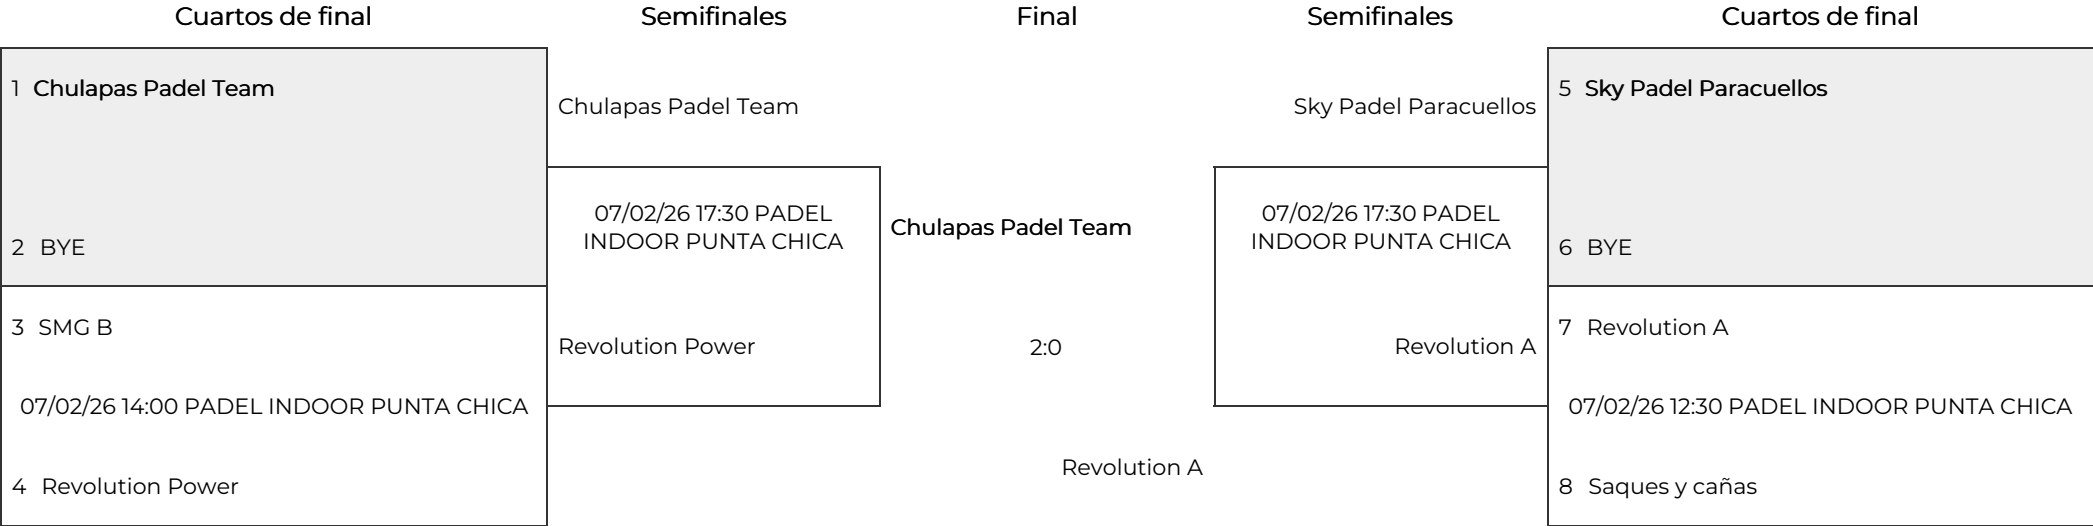 Cuartos de final
Semifinales
Final
Semifinales
Cuartos de final
1 Chulapas Padel Team
2 BYE
3 SMG B
07/02/26 14:00 PADEL INDOOR PUNTA CHICA
4 Revolution Power
Chulapas Padel Team
07/02/26 17:30 PADEL
INDOOR PUNTA CHICA
Revolution Power
Chulapas Padel Team
2:0
Revolution A
Sky Padel Paracuellos
07/02/26 17:30 PADEL
INDOOR PUNTA CHICA
Revolution A
5 Sky Padel Paracuellos
6 BYE
7 Revolution A
07/02/26 12:30 PADEL INDOOR PUNTA CHICA
8 Saques y cañas